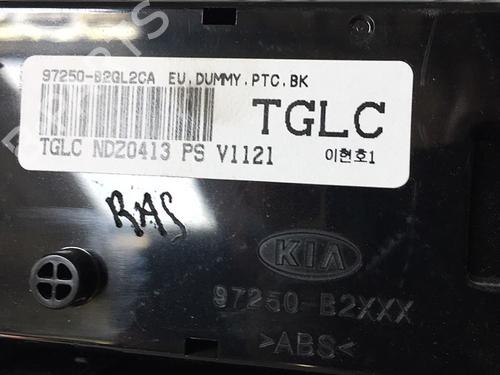 97250-B2GL2CA EU,DUMMY,PTC,BK
TGLC
TGLC NDZ0413 PS V1121
이현호1
RAS
KIA
97250-B2XXX
>ABS<